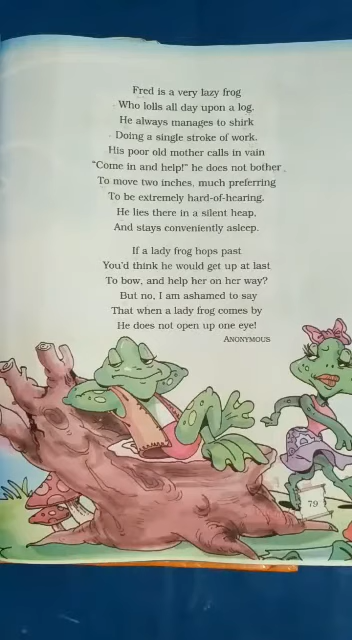 Fred is a very lazy frog
Who lolls all day upon a log.
He always manages to shirk
Doing a single stroke of work.
His poor old mother calls in vain
"Come in and help!" he does not bother
To move two inches, much preferring
To be extremely hard-of-hearing.
He lies there in a silent heap,
And stays conveniently asleep.
If a lady frog hops past
You'd think he would get up at last
To bow, and help her on her way?
But no, I am ashamed to say
That when a lady frog comes by
He does not open up one eye!
ANONYMOUS
79